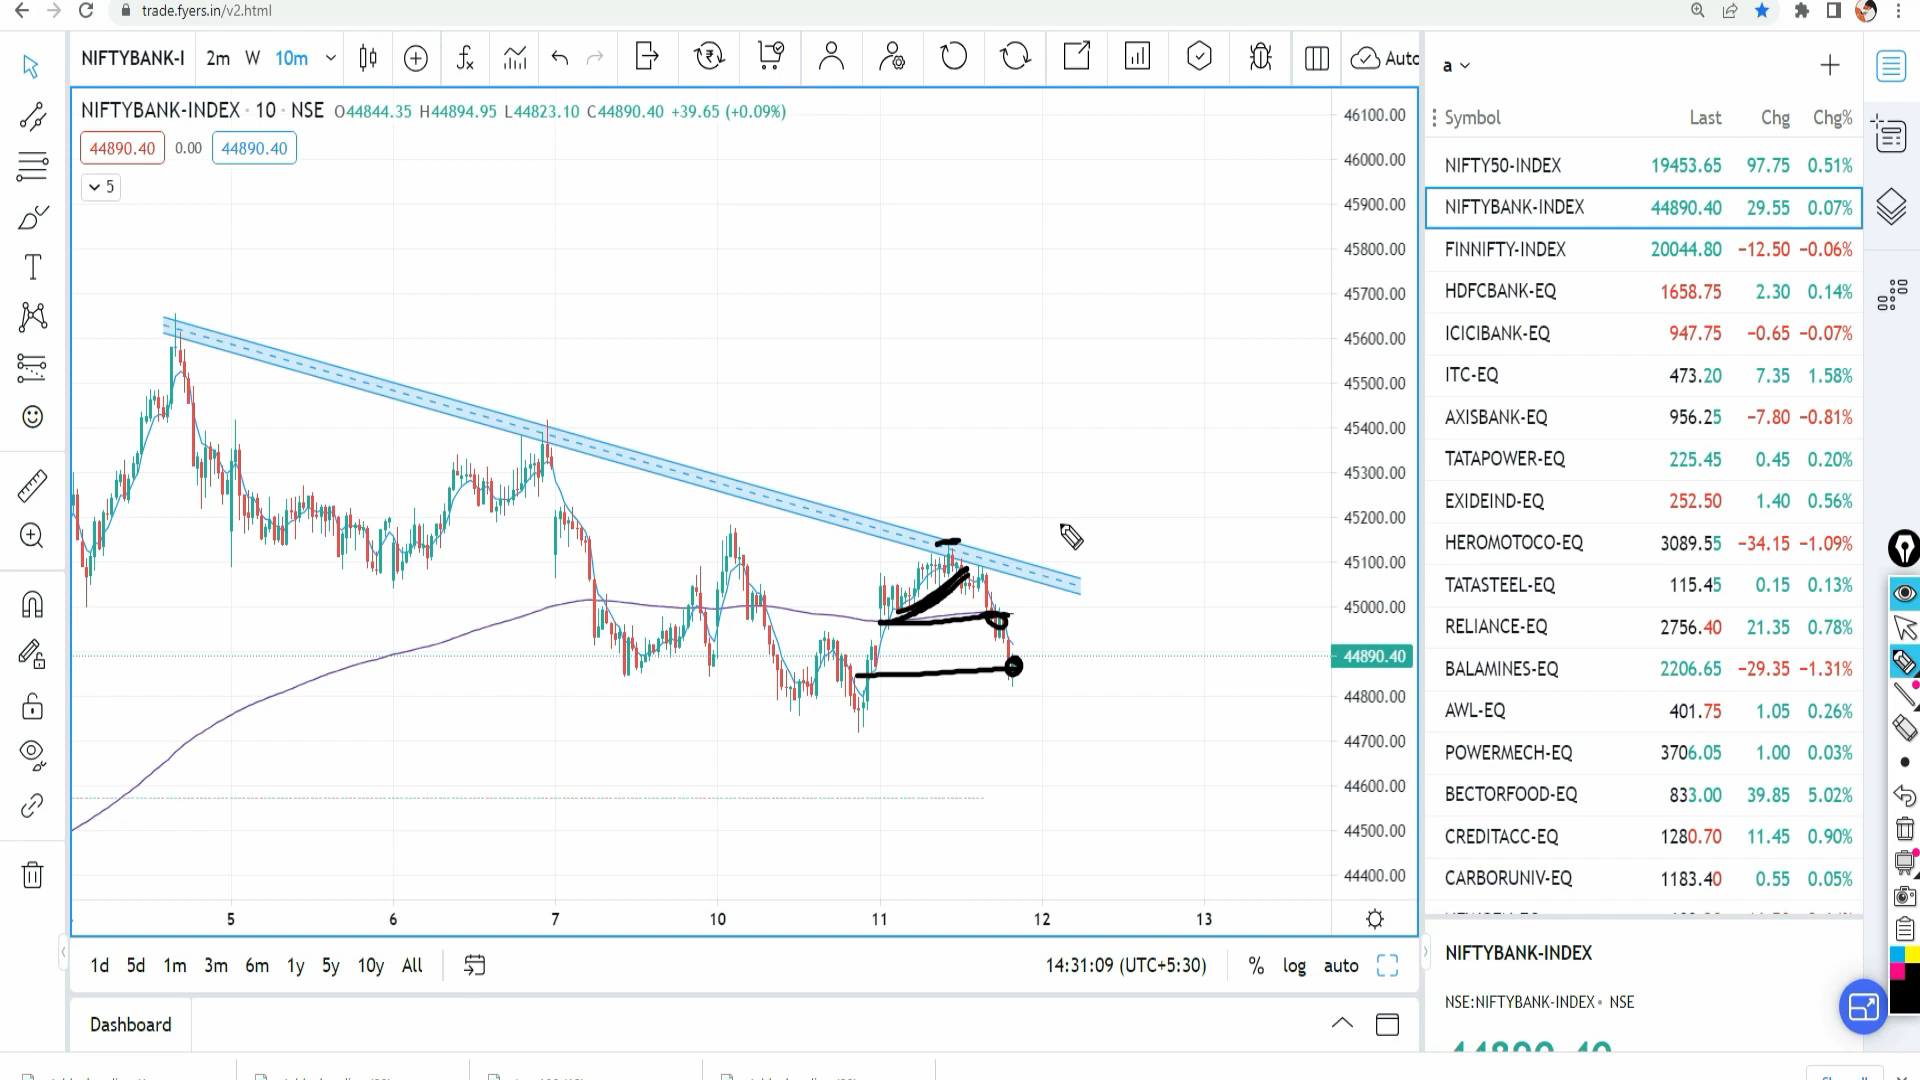 trade.fyers.in/v2.html
NIFTYBANK-I 2m W 10m Auto
NIFTYBANK-INDEX · 10 · NSE O44844.35 H44894.95 L44823.10 C44890.40 +39.65 (+0.09%)
44890.40 0.00 44890.40
5
46100.00
46000.00
45900.00
45800.00
45700.00
45600.00
45500.00
45400.00
45300.00
45200.00
45100.00
45000.00
44890.40
44800.00
44700.00
44600.00
44500.00
44400.00
5 6 7 10 11 12 13
1d 5d 1m 3m 6m 1y 5y 10y All 14:31:09 (UTC+5:30) % log auto
Dashboard
a
Symbol Last Chg Chg%
NIFTY50-INDEX 19453.65 97.75 0.51%
NIFTYBANK-INDEX 44890.40 29.55 0.07%
FINNIFTY-INDEX 20044.80 −12.50 −0.06%
HDFCBANK-EQ 1658.75 2.30 0.14%
ICICIBANK-EQ 947.75 −0.65 −0.07%
ITC-EQ 473.20 7.35 1.58%
AXISBANK-EQ 956.25 −7.80 −0.81%
TATAPOWER-EQ 225.45 0.45 0.20%
EXIDEIND-EQ 252.50 1.40 0.56%
HEROMOTOCO-EQ 3089.55 −34.15 −1.09%
TATASTEEL-EQ 115.45 0.15 0.13%
RELIANCE-EQ 2756.40 21.35 0.78%
BALAMINES-EQ 2206.65 −29.35 −1.31%
AWL-EQ 401.75 1.05 0.26%
POWERMECH-EQ 3706.05 1.00 0.03%
BECTORFOOD-EQ 833.00 39.85 5.02%
CREDITACC-EQ 1280.70 11.45 0.90%
CARBORUNIV-EQ 1183.40 0.55 0.05%
NIFTYBANK-INDEX
NSE:NIFTYBANK-INDEX • NSE
44890.40